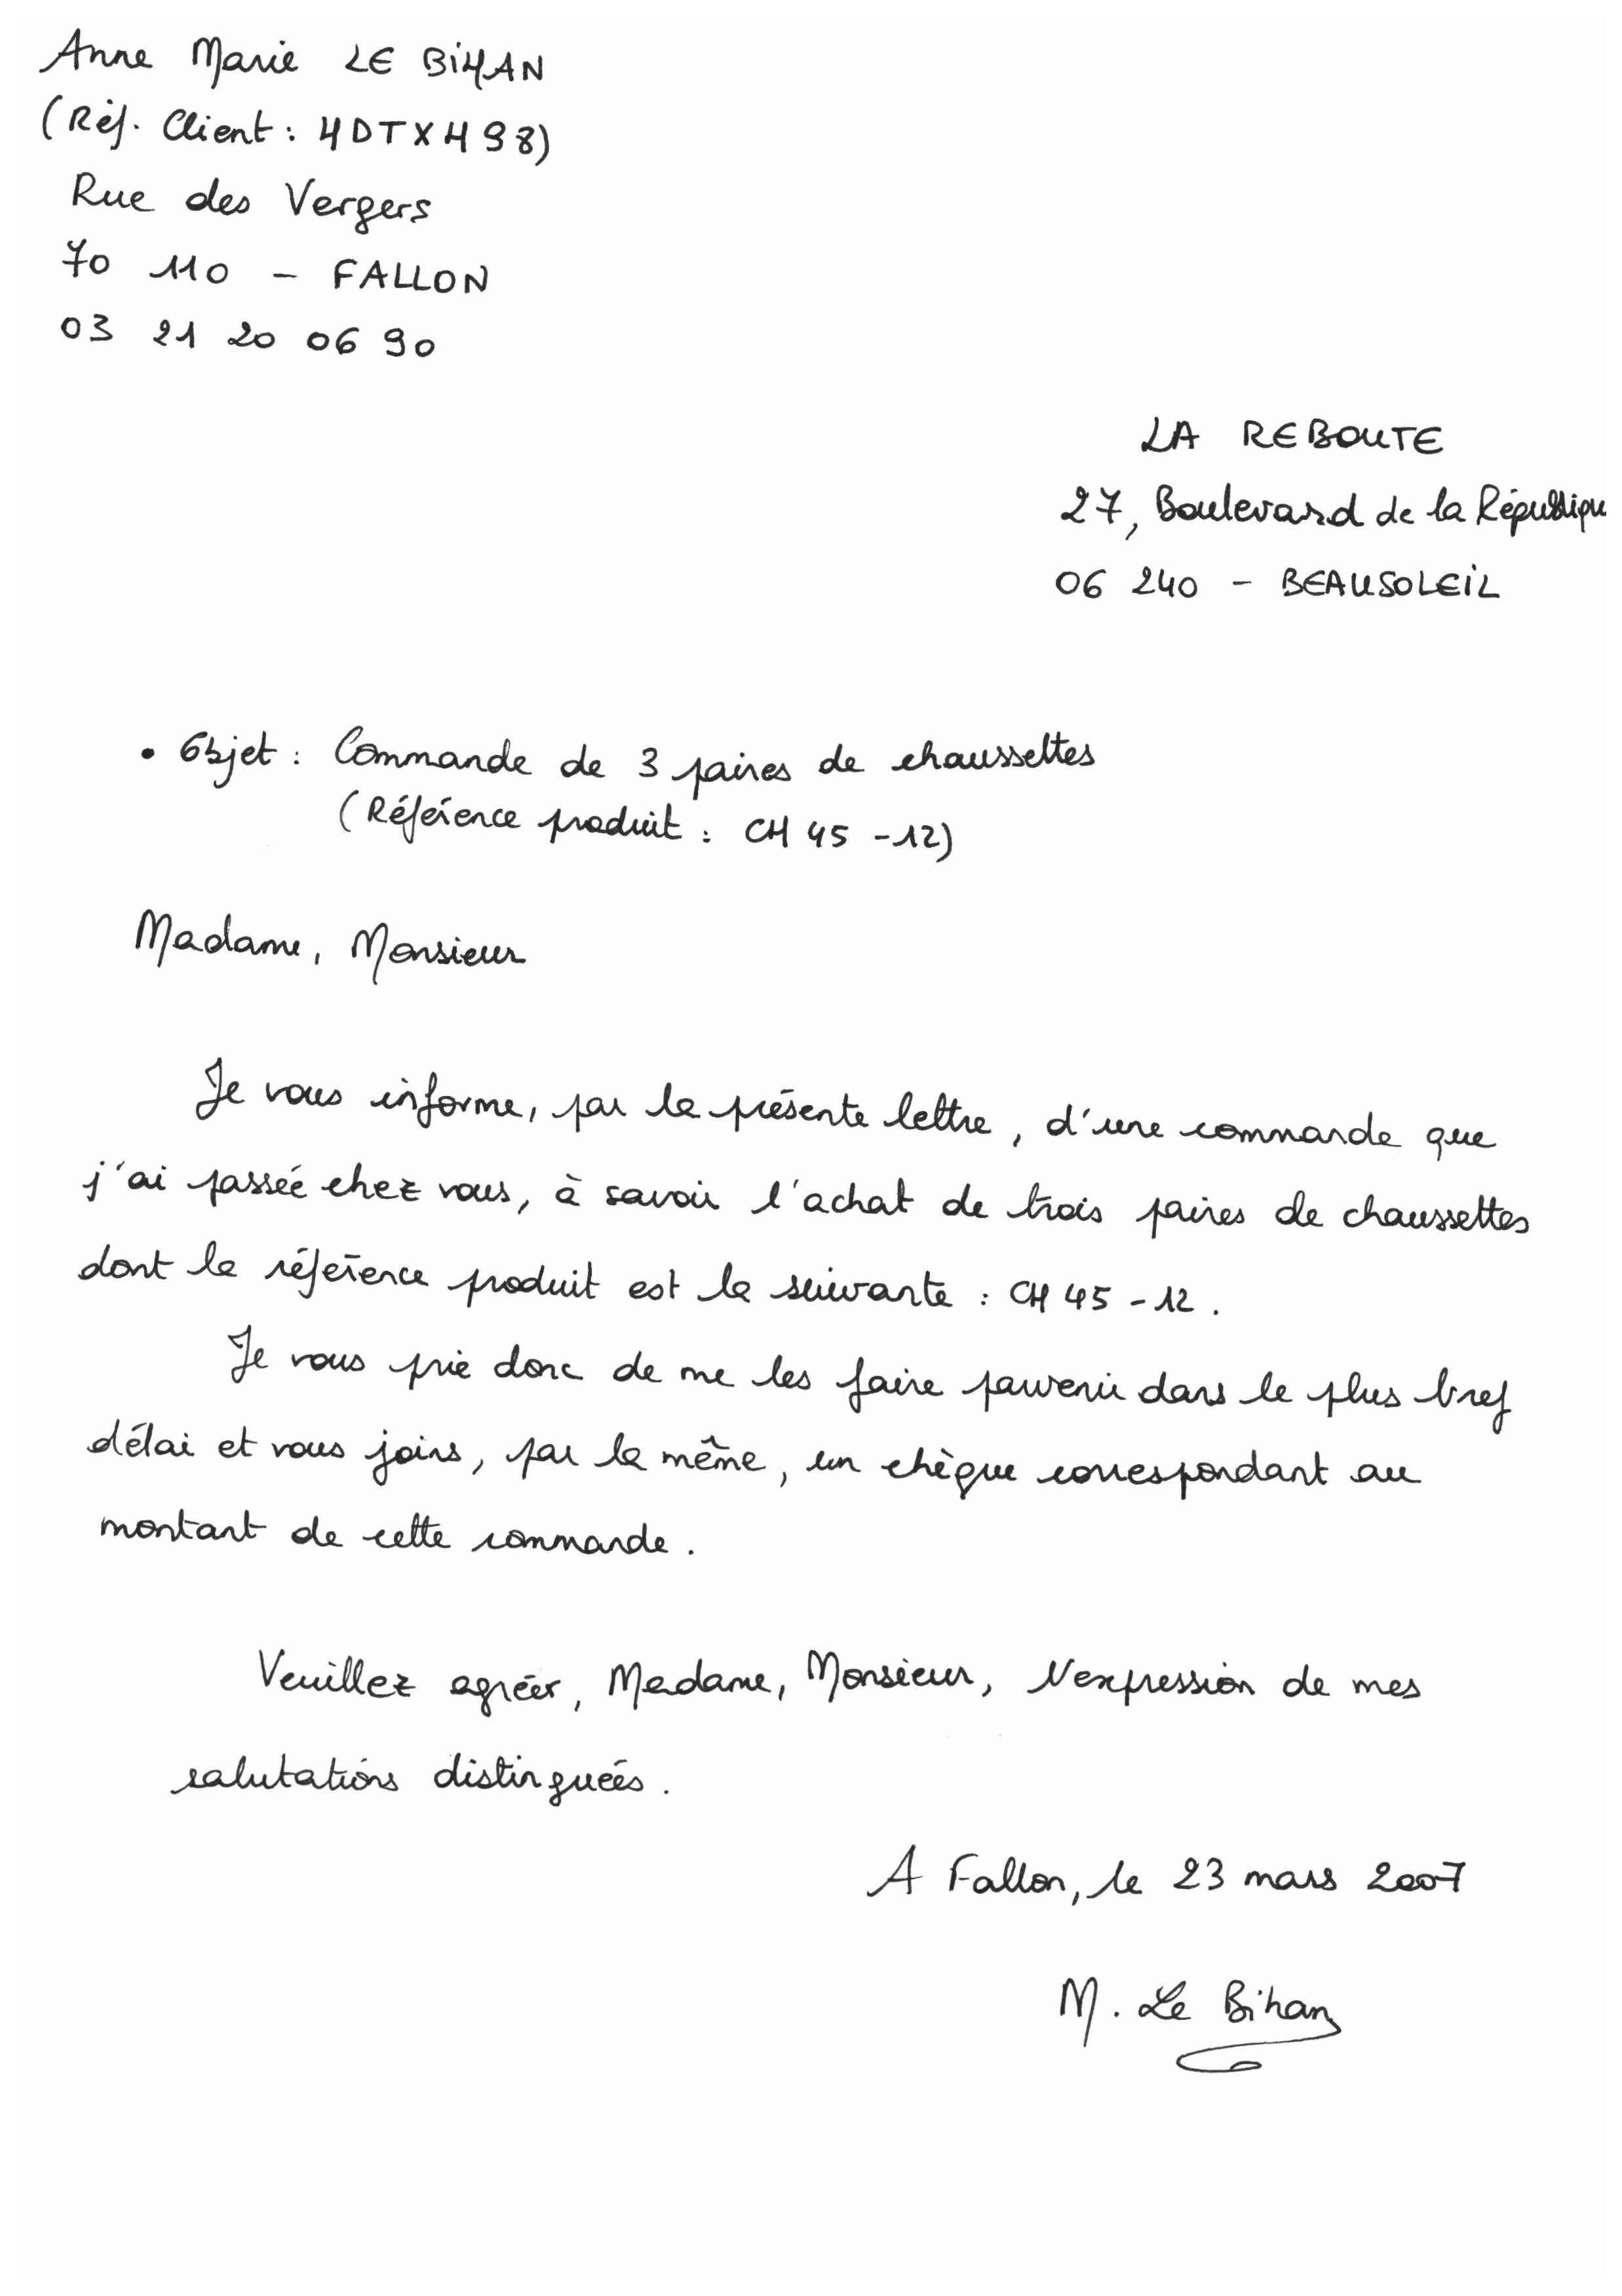 Anne Marie LE BIHAN
(Réf. Client : HDTXH98)
Rue des Vergers
70 110 - FALLON
03 21 20 06 90
LA REBOUTE
27, Boulevard de la Républiqu
06 240 - BEAUSOLEIL
• Objet : Commande de 3 paires de chaussettes
(Référence produit : CH 45 -12)
Madame, Monsieur
Je vous informe, par la présente lettre, d'une commande que
j'ai passée chez vous, à savoir l'achat de trois paires de chaussettes
dont la référence produit est la suivante : CH 45 -12.
Je vous prie donc de me les faire parvenir dans le plus bref
délai et vous joins, par la même, un chèque correspondant au
montant de cette commande.
Veuillez agréer, Madame, Monsieur, l'expression de mes
salutations distinguées.
A Fallon, le 23 mars 2007
M. Le Bihan